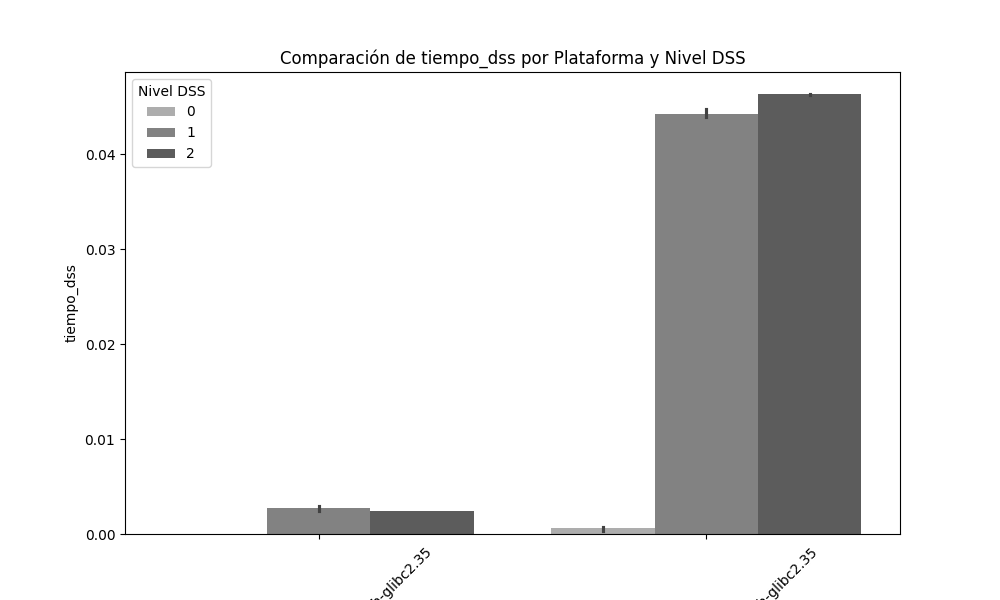 Comparación de tiempo_dss por Plataforma y Nivel DSS
Nivel DSS
0
1
2
tiempo_dss
0.04
0.03
0.02
0.01
0.00
-glibc2.35
-glibc2.35